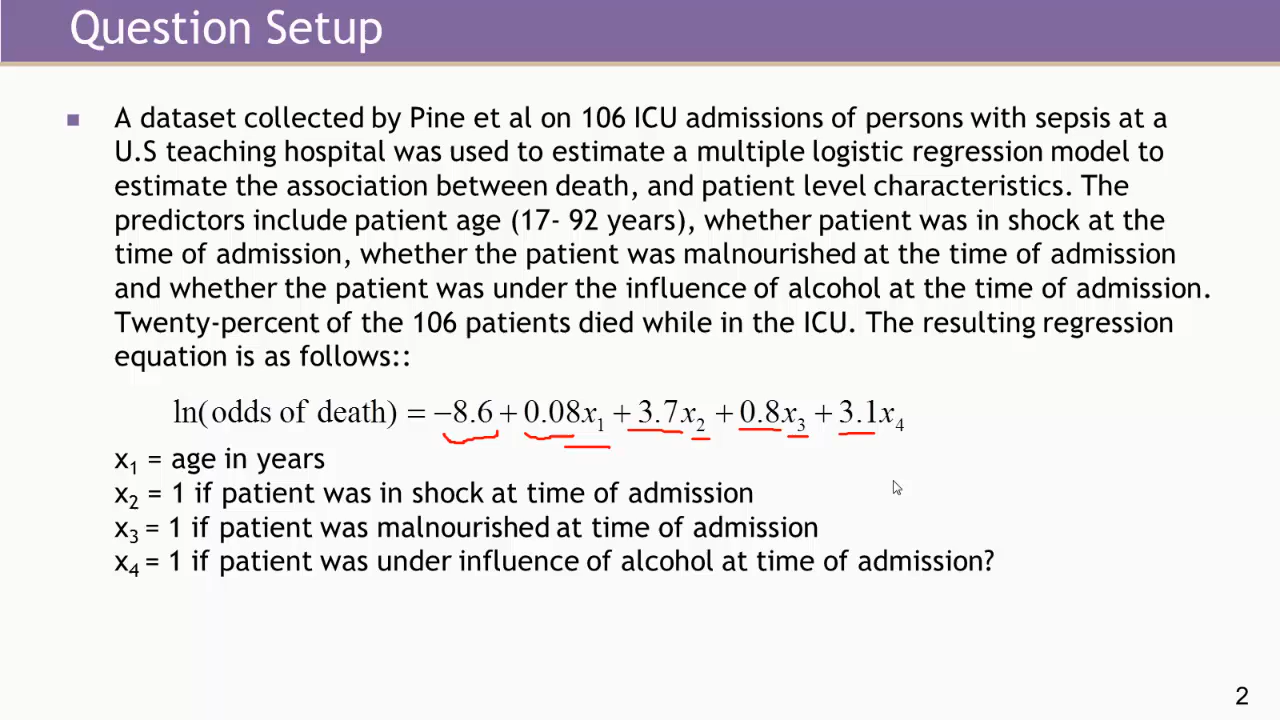 Question Setup
A dataset collected by Pine et al on 106 ICU admissions of persons with sepsis at a
U.S teaching hospital was used to estimate a multiple logistic regression model to
estimate the association between death, and patient level characteristics. The
predictors include patient age (17- 92 years), whether patient was in shock at the
time of admission, whether the patient was malnourished at the time of admission
and whether the patient was under the influence of alcohol at the time of admission.
Twenty-percent of the 106 patients died while in the ICU. The resulting regression
equation is as follows::
ln(odds of death) = −8.6 + 0.08x₁ + 3.7x₂ + 0.8x₃ + 3.1x₄
x₁ = age in years
x₂ = 1 if patient was in shock at time of admission
x₃ = 1 if patient was malnourished at time of admission
x₄ = 1 if patient was under influence of alcohol at time of admission?
2